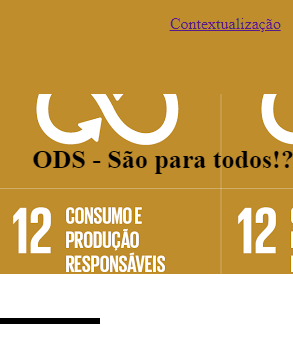 Contextualização
ODS - São para todos!?
12 CONSUMO E
PRODUÇÃO
RESPONSÁVEIS
12